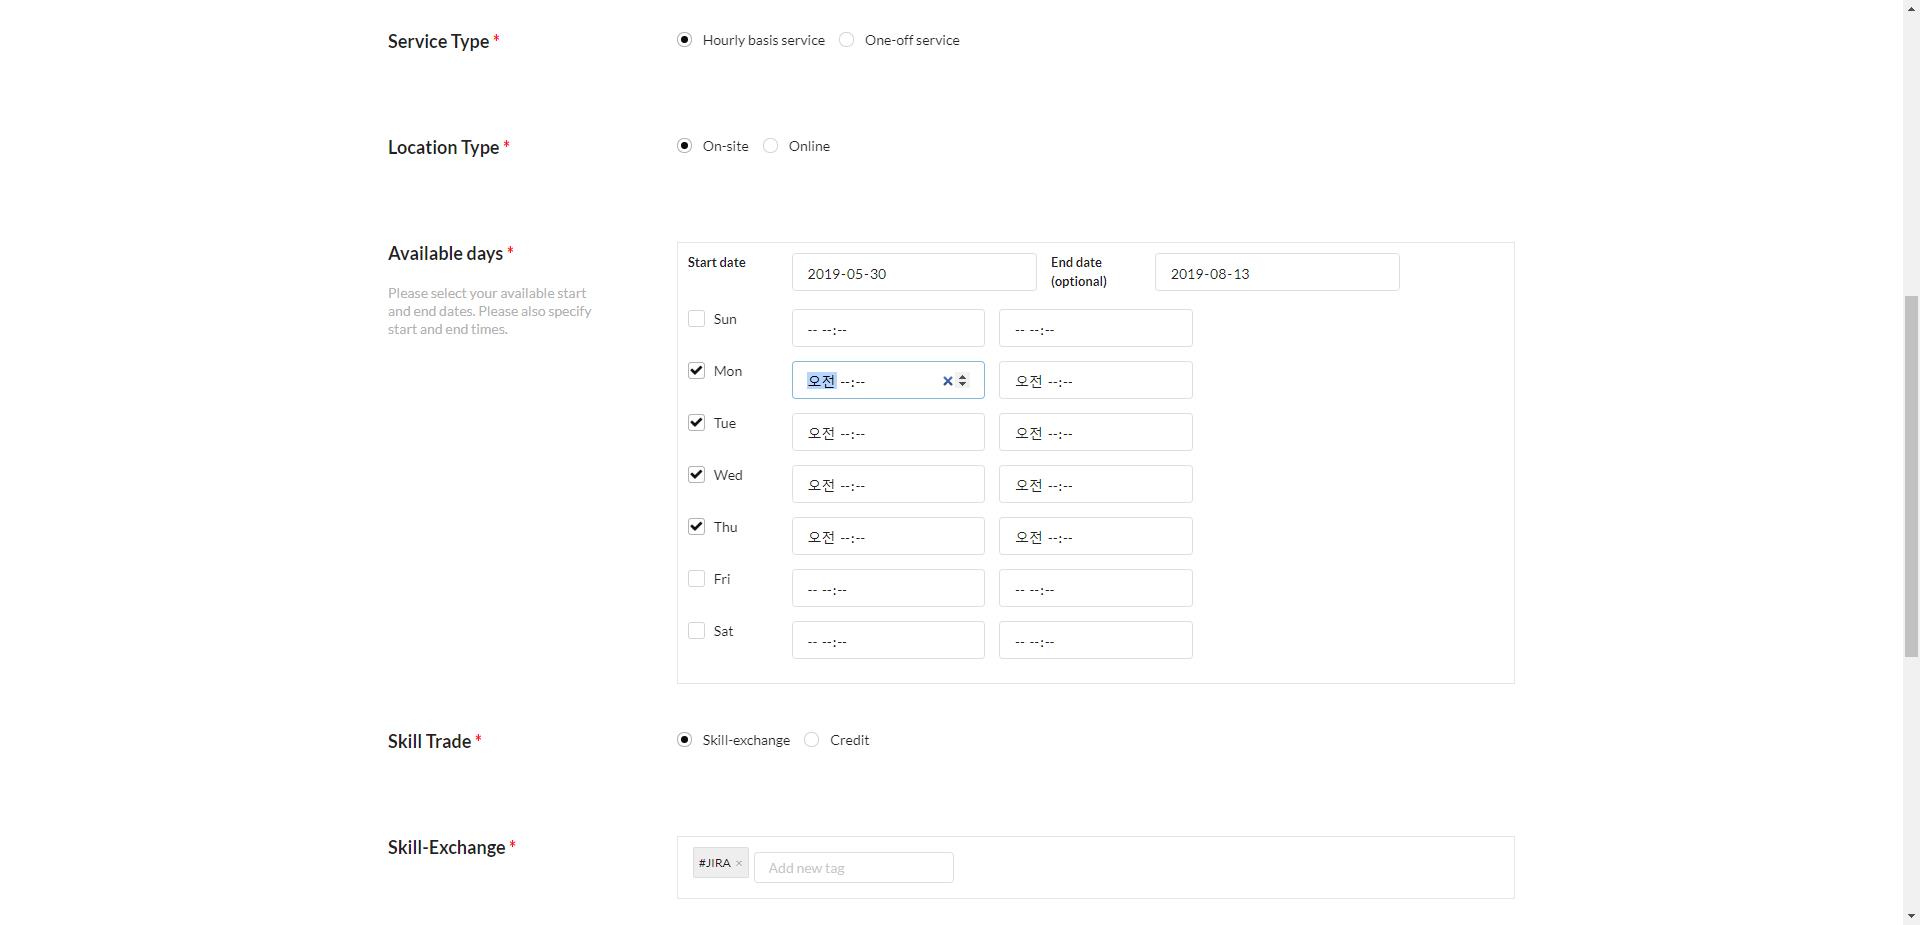 Service Type *
Hourly basis service One-off service
Location Type *
On-site Online
Available days *
Please select your available start
and end dates. Please also specify
start and end times.
Start date 2019-05-30 End date
(optional) 2019-08-13
Sun -- --:-- -- --:--
Mon 오전 --:-- × 오전 --:--
Tue 오전 --:-- 오전 --:--
Wed 오전 --:-- 오전 --:--
Thu 오전 --:-- 오전 --:--
Fri -- --:-- -- --:--
Sat -- --:-- -- --:--
Skill Trade *
Skill-exchange Credit
Skill-Exchange *
#JIRA × Add new tag